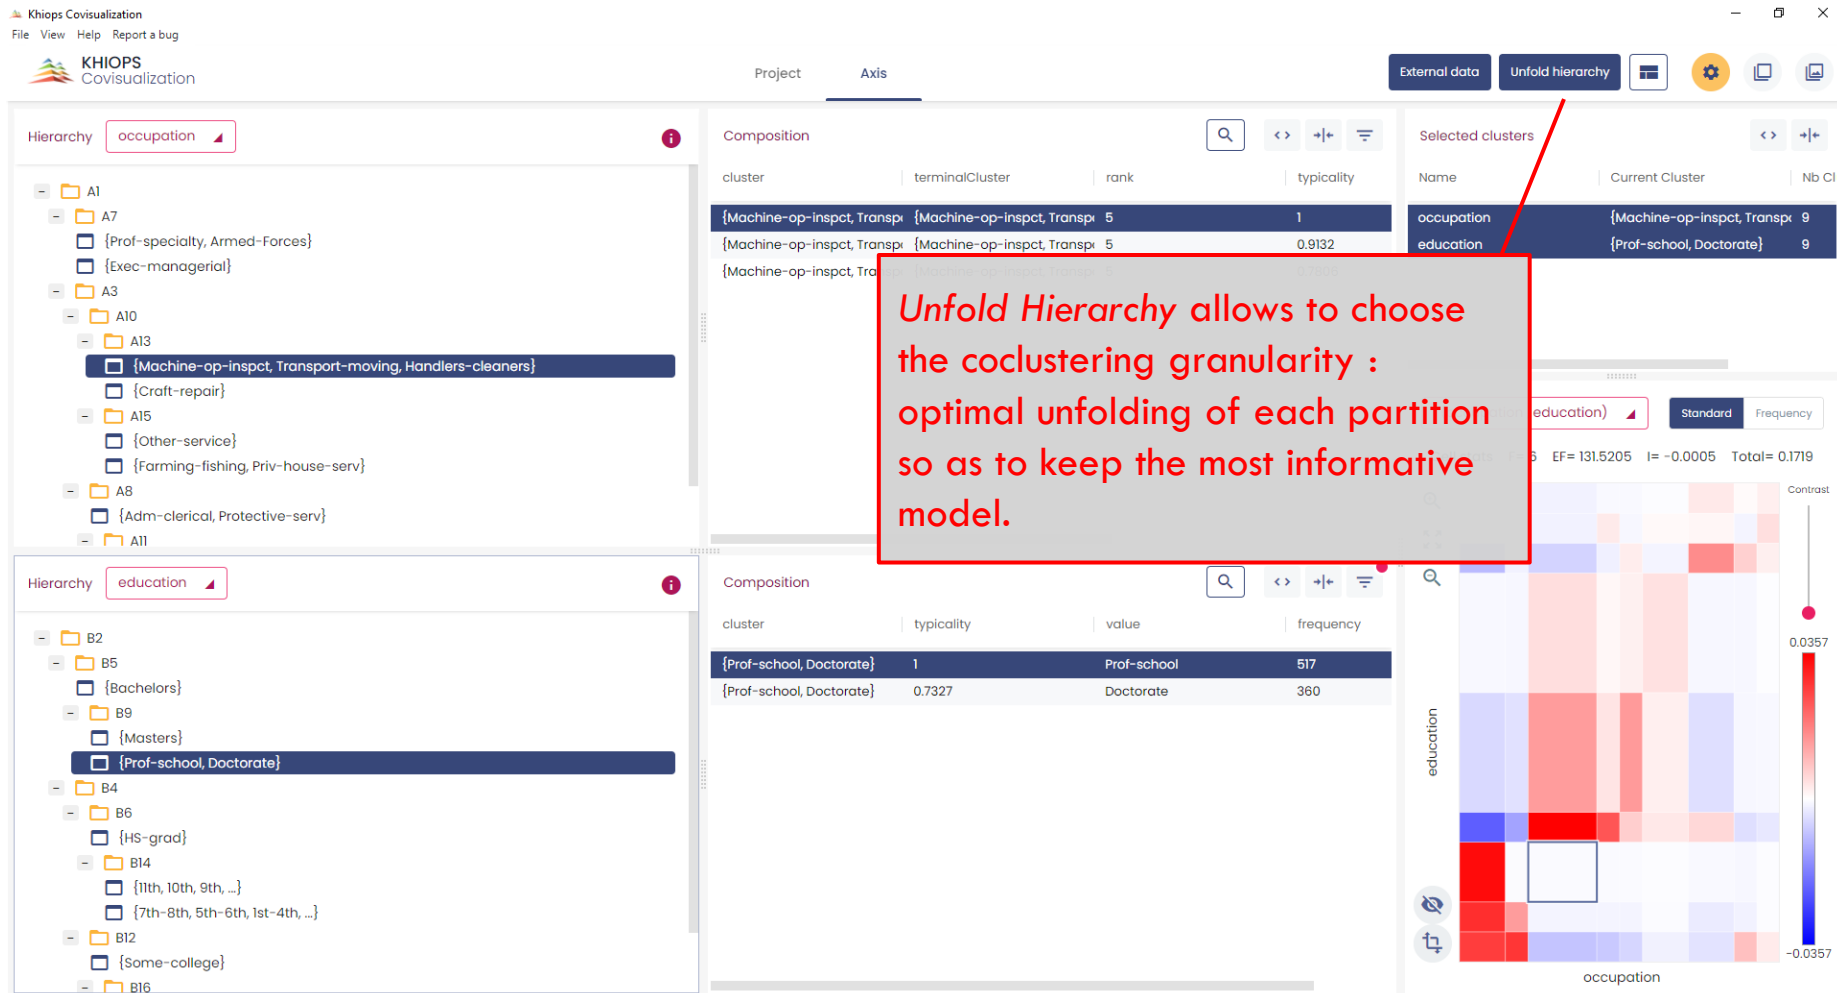 Khiops Covisualization
File View Help Report a bug
KHIOPS
Covisualization
Project Axis
External data Unfold hierarchy
Hierarchy occupation
A1
A7
{Prof-specialty, Armed-Forces}
{Exec-managerial}
A3
A10
A13
{Machine-op-inspct, Transport-moving, Handlers-cleaners}
{Craft-repair}
A15
{Other-service}
{Farming-fishing, Priv-house-serv}
A8
{Adm-clerical, Protective-serv}
A11
Composition
cluster terminalCluster rank typicality
{Machine-op-inspct, Transpo {Machine-op-inspct, Transpo 5 1
{Machine-op-inspct, Transpo {Machine-op-inspct, Transpo 5 0.9132
{Machine-op-inspct, Tra
Selected clusters
Name Current Cluster Nb Cl
occupation {Machine-op-inspct, Transpo 9
education {Prof-school, Doctorate} 9
Unfold Hierarchy allows to choose
the coclustering granularity :
optimal unfolding of each partition
so as to keep the most informative
model.
education) Standard Frequency
6 EF= 131.5205 I= -0.0005 Total= 0.1719
Contrast
0.0357
-0.0357
education
occupation
Hierarchy education
B2
B5
{Bachelors}
B9
{Masters}
{Prof-school, Doctorate}
B4
B6
{HS-grad}
B14
{11th, 10th, 9th, ...}
{7th-8th, 5th-6th, 1st-4th, ...}
B12
{Some-college}
B16
Composition
cluster typicality value frequency
{Prof-school, Doctorate} 1 Prof-school 517
{Prof-school, Doctorate} 0.7327 Doctorate 360